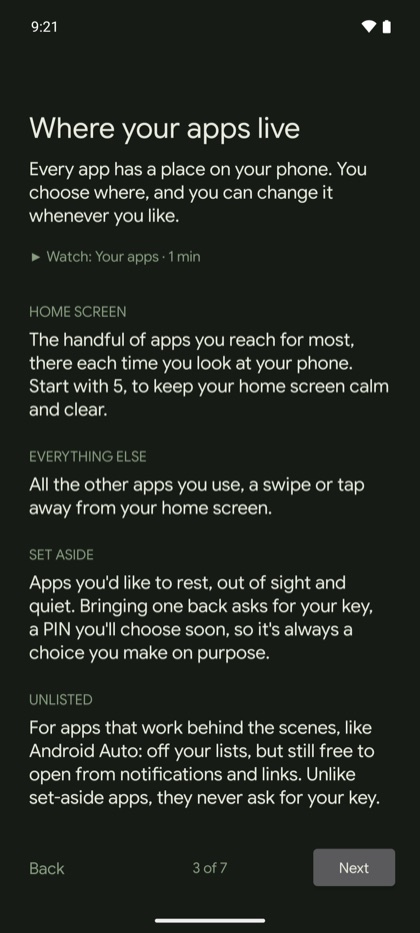 9:21
Where your apps live
Every app has a place on your phone. You
choose where, and you can change it
whenever you like.
► Watch: Your apps · 1 min
HOME SCREEN
The handful of apps you reach for most,
there each time you look at your phone.
Start with 5, to keep your home screen calm
and clear.
EVERYTHING ELSE
All the other apps you use, a swipe or tap
away from your home screen.
SET ASIDE
Apps you'd like to rest, out of sight and
quiet. Bringing one back asks for your key,
a PIN you'll choose soon, so it's always a
choice you make on purpose.
UNLISTED
For apps that work behind the scenes, like
Android Auto: off your lists, but still free to
open from notifications and links. Unlike
set-aside apps, they never ask for your key.
Back
3 of 7
Next